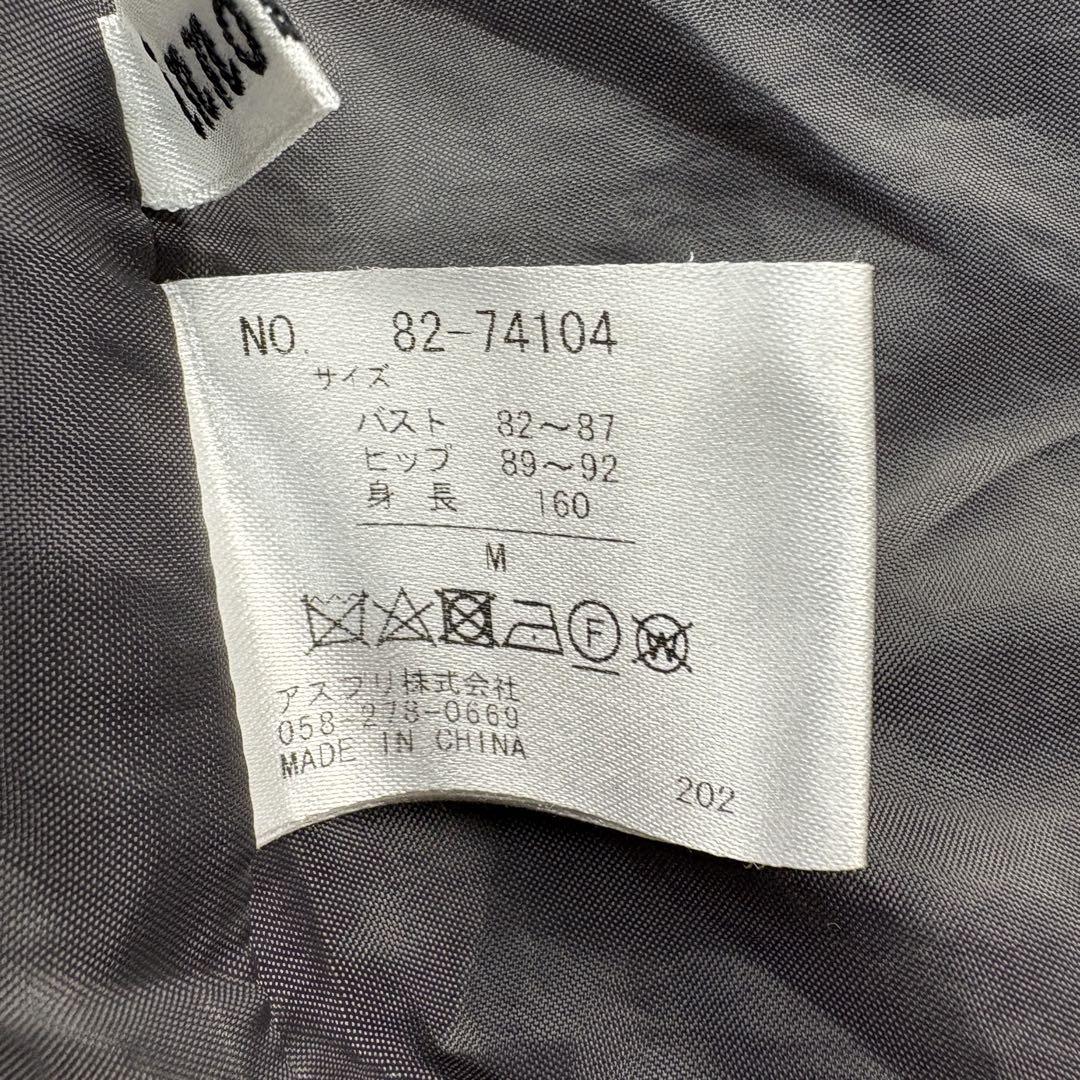 NO. 82-74104
サイズ
バスト 82～87
ヒップ 89～92
身長 160
M
F
W
アスプリ株式会社
058-278-0669
MADE IN CHINA
202